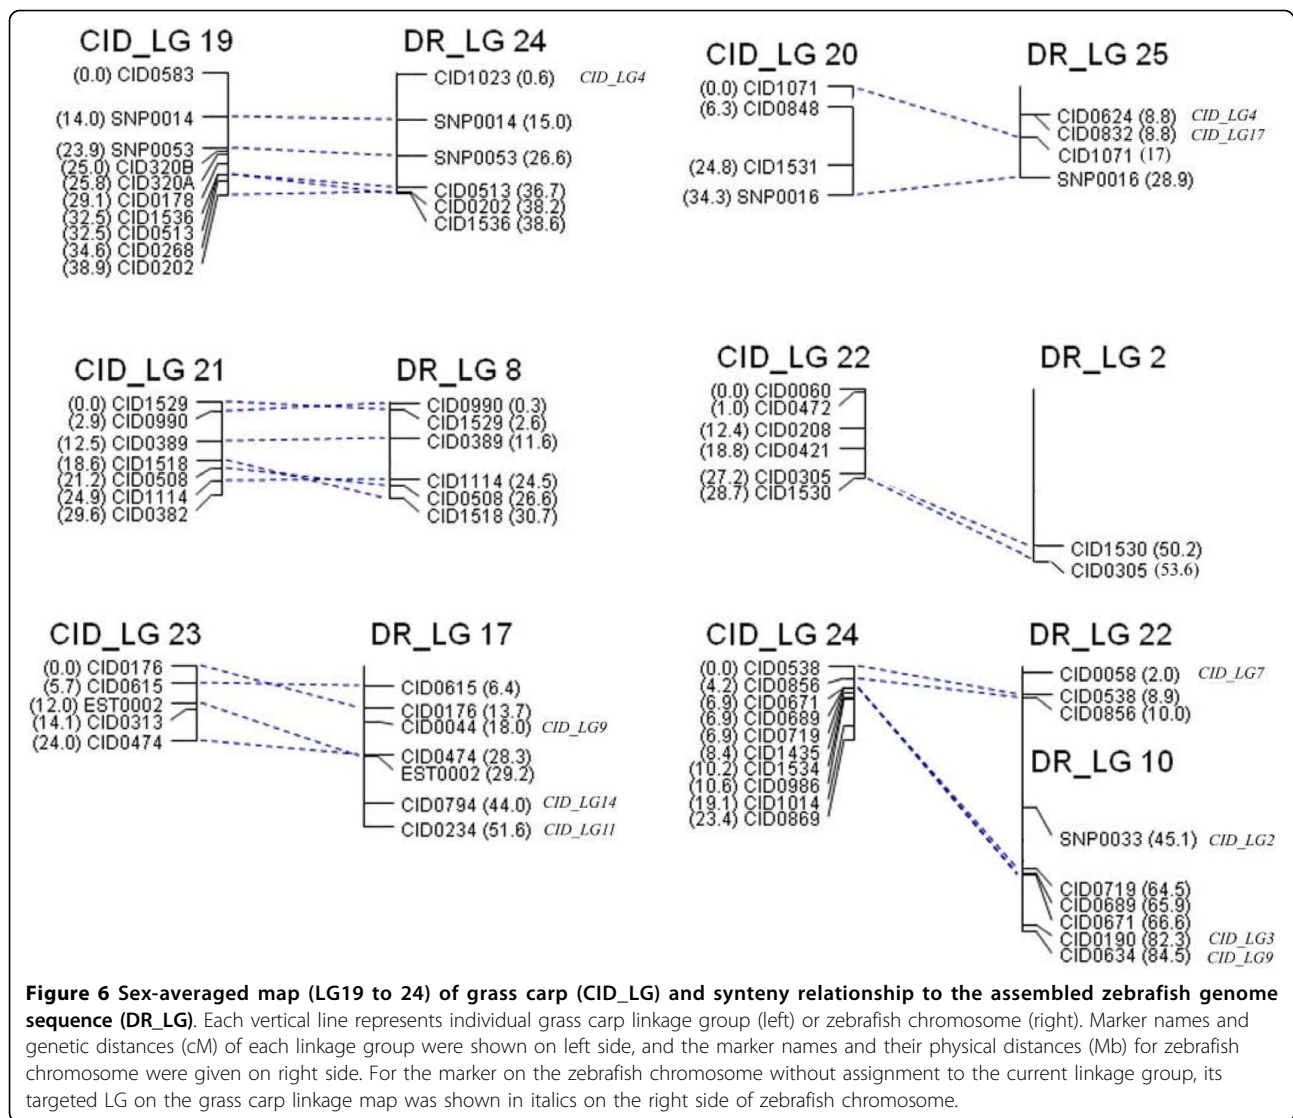 CID_LG 19
(0.0) CID0583
(14.0) SNP0014
(23.9) SNP0053
(25.0) CID320B
(25.8) CID320A
(29.1) CID0178
(32.5) CID1536
(32.5) CID0513
(34.6) CID0268
(38.9) CID0202
DR_LG 24
CID1023 (0.6) CID_LG4
SNP0014 (15.0)
SNP0053 (26.6)
CID0513 (36.7)
CID0202 (38.2)
CID1536 (38.6)
CID_LG 20
(0.0) CID1071
(6.3) CID0848
(24.8) CID1531
(34.3) SNP0016
DR_LG 25
CID0624 (8.8) CID_LG4
CID0832 (8.8) CID_LG17
CID1071 (17)
SNP0016 (28.9)
CID_LG 21
(0.0) CID1529
(2.9) CID0990
(12.5) CID0389
(18.6) CID1518
(21.2) CID0508
(24.9) CID1114
(29.6) CID0382
DR_LG 8
CID0990 (0.3)
CID1529 (2.6)
CID0389 (11.6)
CID1114 (24.5)
CID0508 (26.6)
CID1518 (30.7)
CID_LG 22
(0.0) CID0060
(1.0) CID0472
(12.4) CID0208
(18.8) CID0421
(27.2) CID0305
(28.7) CID1530
DR_LG 2
CID1530 (50.2)
CID0305 (53.6)
CID_LG 23
(0.0) CID0176
(5.7) CID0615
(12.0) EST0002
(14.1) CID0313
(24.0) CID0474
DR_LG 17
CID0615 (6.4)
CID0176 (13.7)
CID0044 (18.0) CID_LG9
CID0474 (28.3)
EST0002 (29.2)
CID0794 (44.0) CID_LG14
CID0234 (51.6) CID_LG11
CID_LG 24
(0.0) CID0538
(4.2) CID0856
(6.9) CID0671
(6.9) CID0689
(6.9) CID0719
(8.4) CID1435
(10.2) CID1534
(10.6) CID0986
(19.1) CID1014
(23.4) CID0869
DR_LG 22
CID0058 (2.0) CID_LG7
CID0538 (8.9)
CID0856 (10.0)
DR_LG 10
SNP0033 (45.1) CID_LG2
CID0719 (64.5)
CID0689 (65.9)
CID0671 (66.6)
CID0190 (82.3) CID_LG3
CID0634 (84.5) CID_LG9
Figure 6 Sex-averaged map (LG19 to 24) of grass carp (CID_LG) and synteny relationship to the assembled zebrafish genome
sequence (DR_LG). Each vertical line represents individual grass carp linkage group (left) or zebrafish chromosome (right). Marker names and
genetic distances (cM) of each linkage group were shown on left side, and the marker names and their physical distances (Mb) for zebrafish
chromosome were given on right side. For the marker on the zebrafish chromosome without assignment to the current linkage group, its
targeted LG on the grass carp linkage map was shown in italics on the right side of zebrafish chromosome.